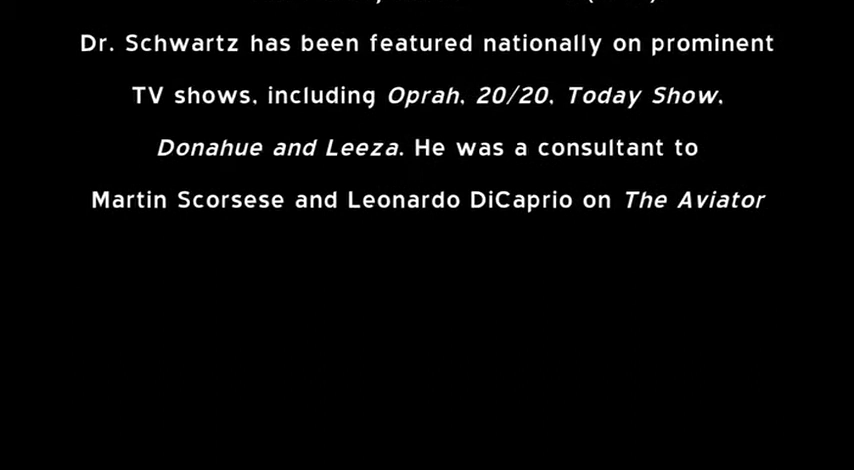 Dr. Schwartz has been featured nationally on prominent
TV shows, including Oprah, 20/20, Today Show,
Donahue and Leeza. He was a consultant to
Martin Scorsese and Leonardo DiCaprio on The Aviator